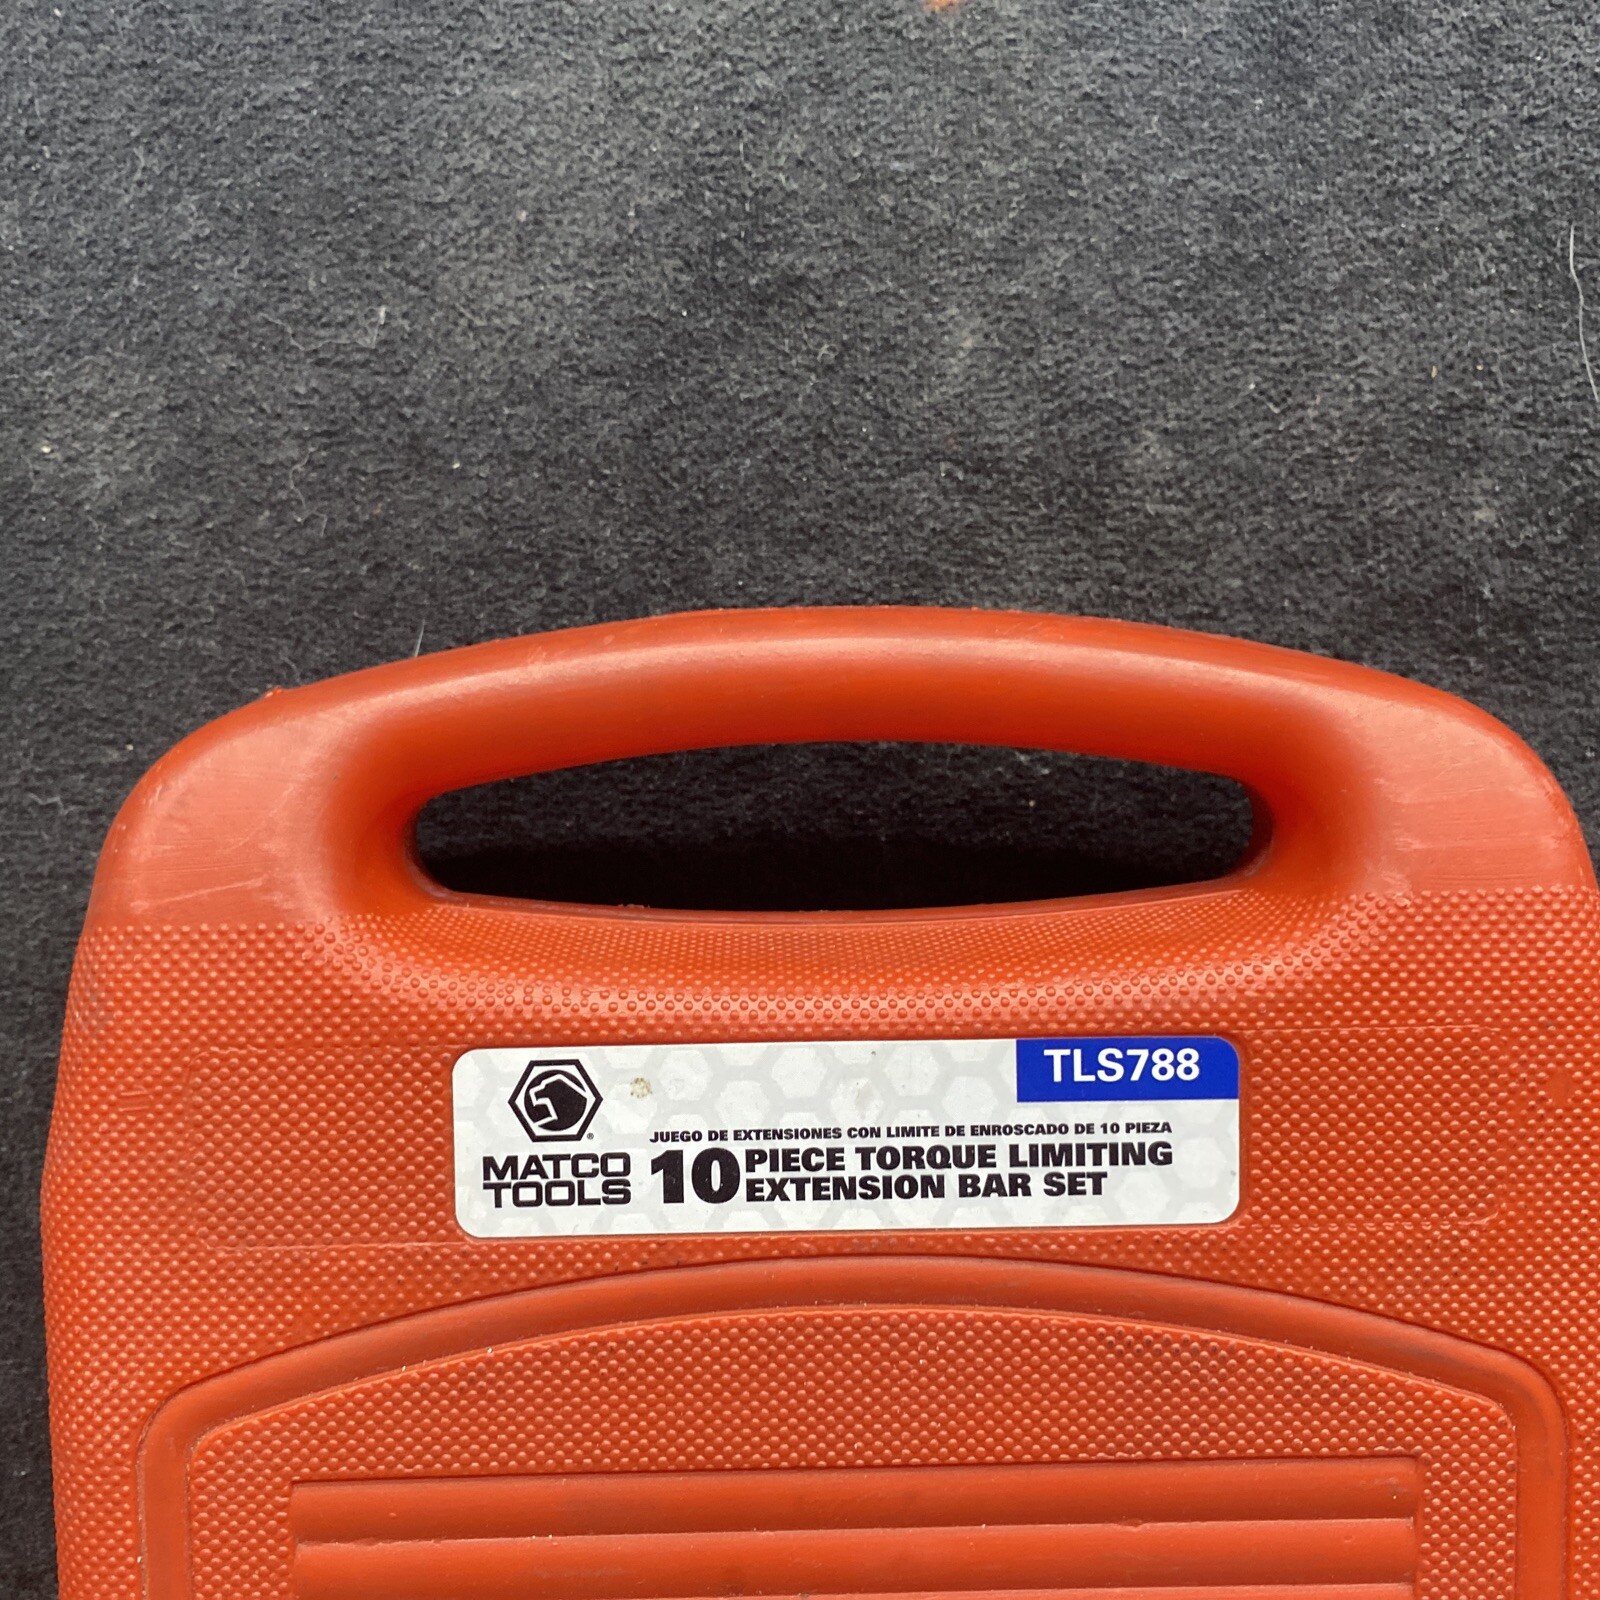 TLS788
JUEGO DE EXTENSIONES CON LIMITE DE ENROSCADO DE 10 PIEZA
MATCO
TOOLS
10 PIECE TORQUE LIMITING
EXTENSION BAR SET